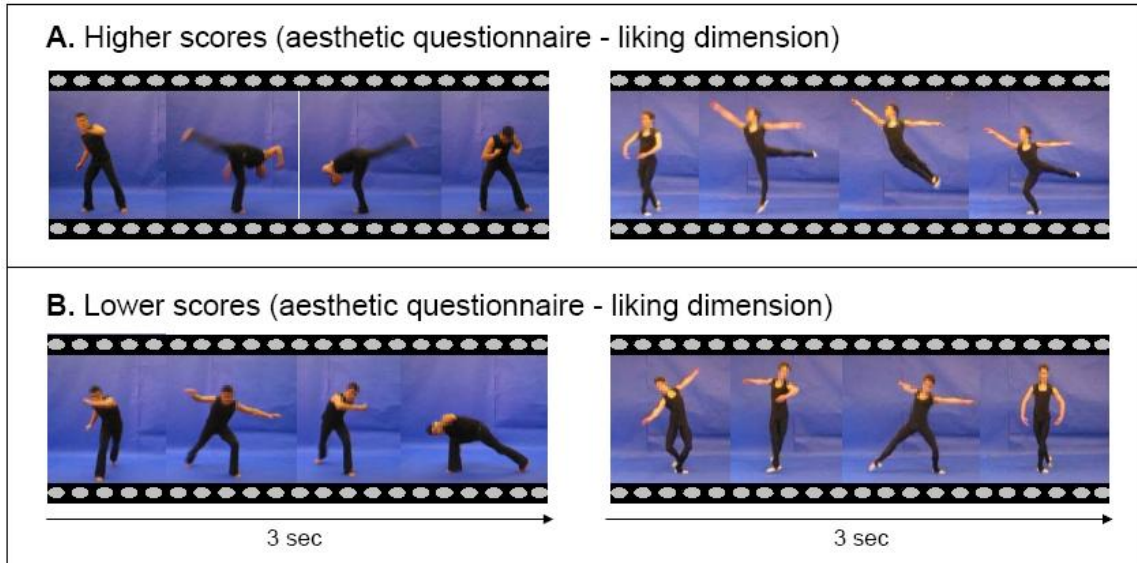 A. Higher scores (aesthetic questionnaire - liking dimension)
B. Lower scores (aesthetic questionnaire - liking dimension)
3 sec
3 sec